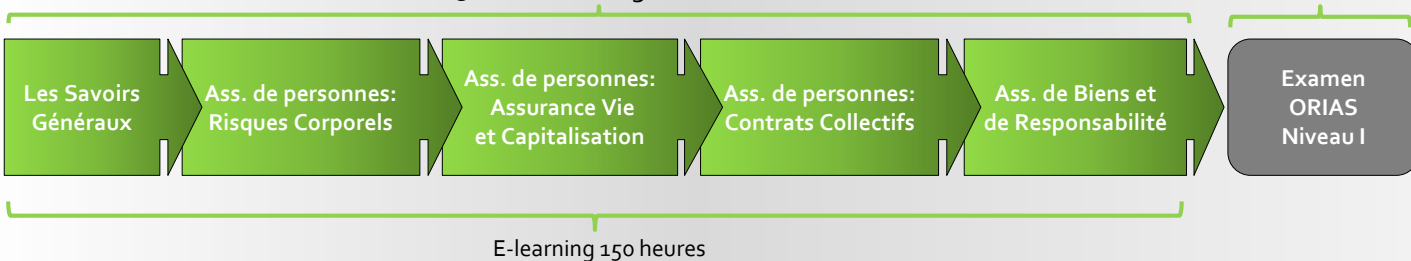 Les Savoirs
Généraux
Ass. de personnes:
Risques Corporels
Ass. de personnes:
Assurance Vie
et Capitalisation
Ass. de personnes:
Contrats Collectifs
Ass. de Biens et
de Responsabilité
Examen
ORIAS
Niveau I
E-learning 150 heures